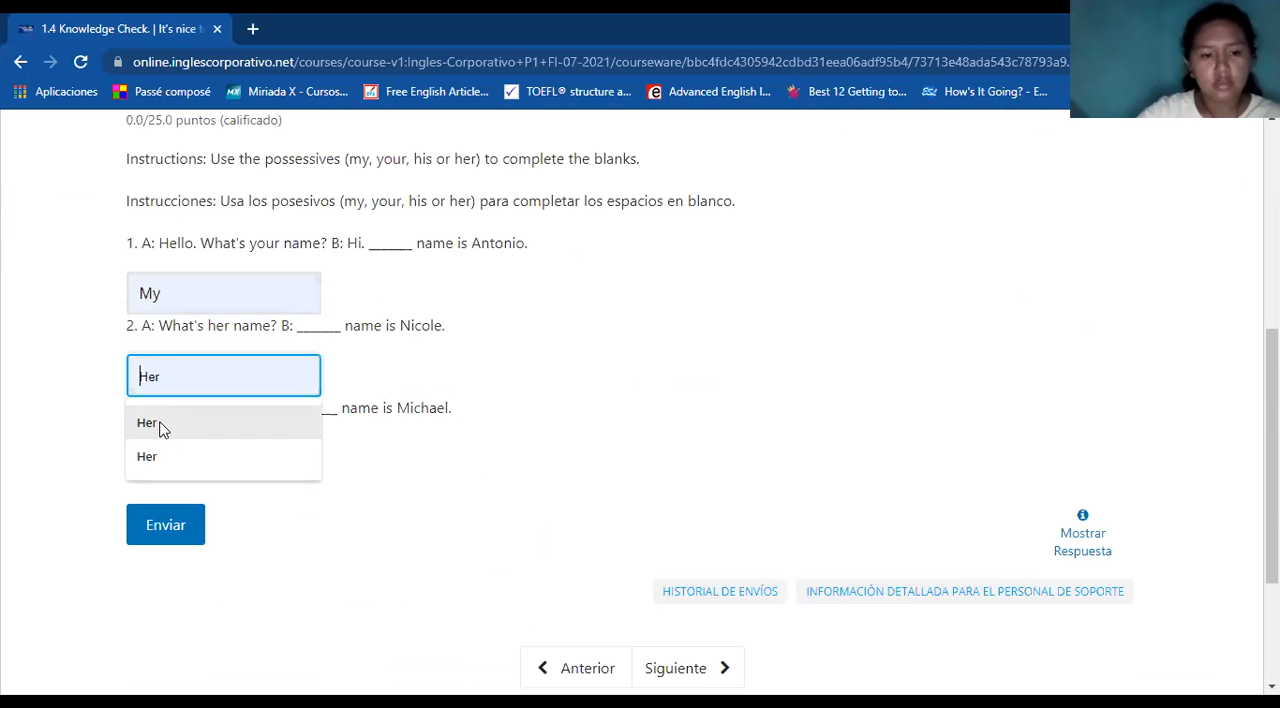 1.4 Knowledge Check. | It's nice t
online.inglescorporativo.net/courses/course-v1:Ingles-Corporativo+P1+FI-07-2021/courseware/bbc4fdc4305942cdbd31eea06adf95b4/73713e48ada543c78793a9...
Aplicaciones
Passé composé
Miriada X - Cursos...
Free English Article...
TOEFL® structure a...
Advanced English I...
Best 12 Getting to...
How's It Going? - E...
0.0/25.0 puntos (calificado)
Instructions: Use the possessives (my, your, his or her) to complete the blanks.
Instrucciones: Usa los posesivos (my, your, his or her) para completar los espacios en blanco.
1. A: Hello. What's your name? B: Hi. _______ name is Antonio.
My
2. A: What's her name? B: _______ name is Nicole.
Her
__ name is Michael.
Her
Her
Enviar
Mostrar
Respuesta
HISTORIAL DE ENVÍOS
INFORMACIÓN DETALLADA PARA EL PERSONAL DE SOPORTE
Anterior
Siguiente